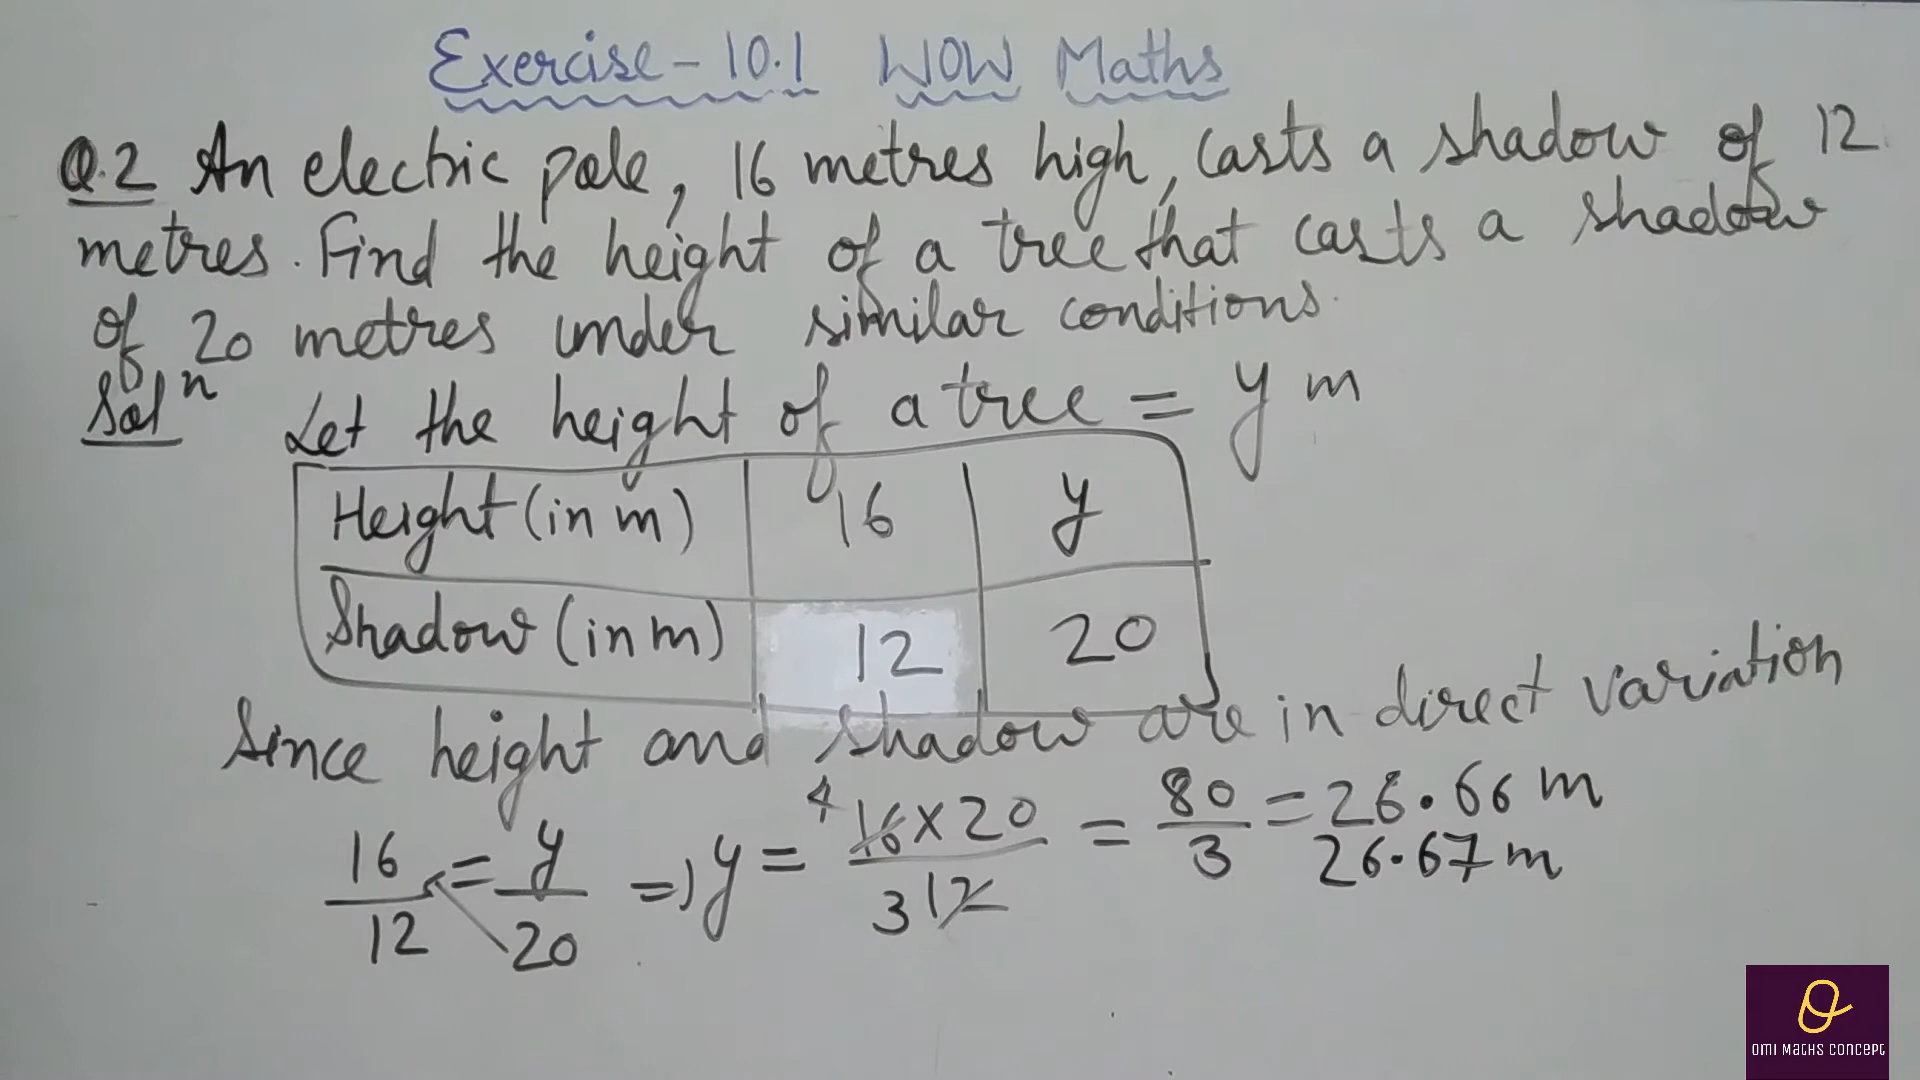 Exercise-10.1 WOW Maths
Q.2 An electric pole, 16 metres high, casts a shadow of 12
metres. Find the height of a tree that casts a shadow
of 20 metres under similar conditions.
Solⁿ Let the height of a tree = y m
Height (in m) 16 y
Shadow (in m) 12 20
Since height and shadow are in direct variation
16/12 = y/20 => y = 4 16 x 20 / 3 12 = 80/3 = 26.66 m
26.67 m
OMI MATHS CONCEPT